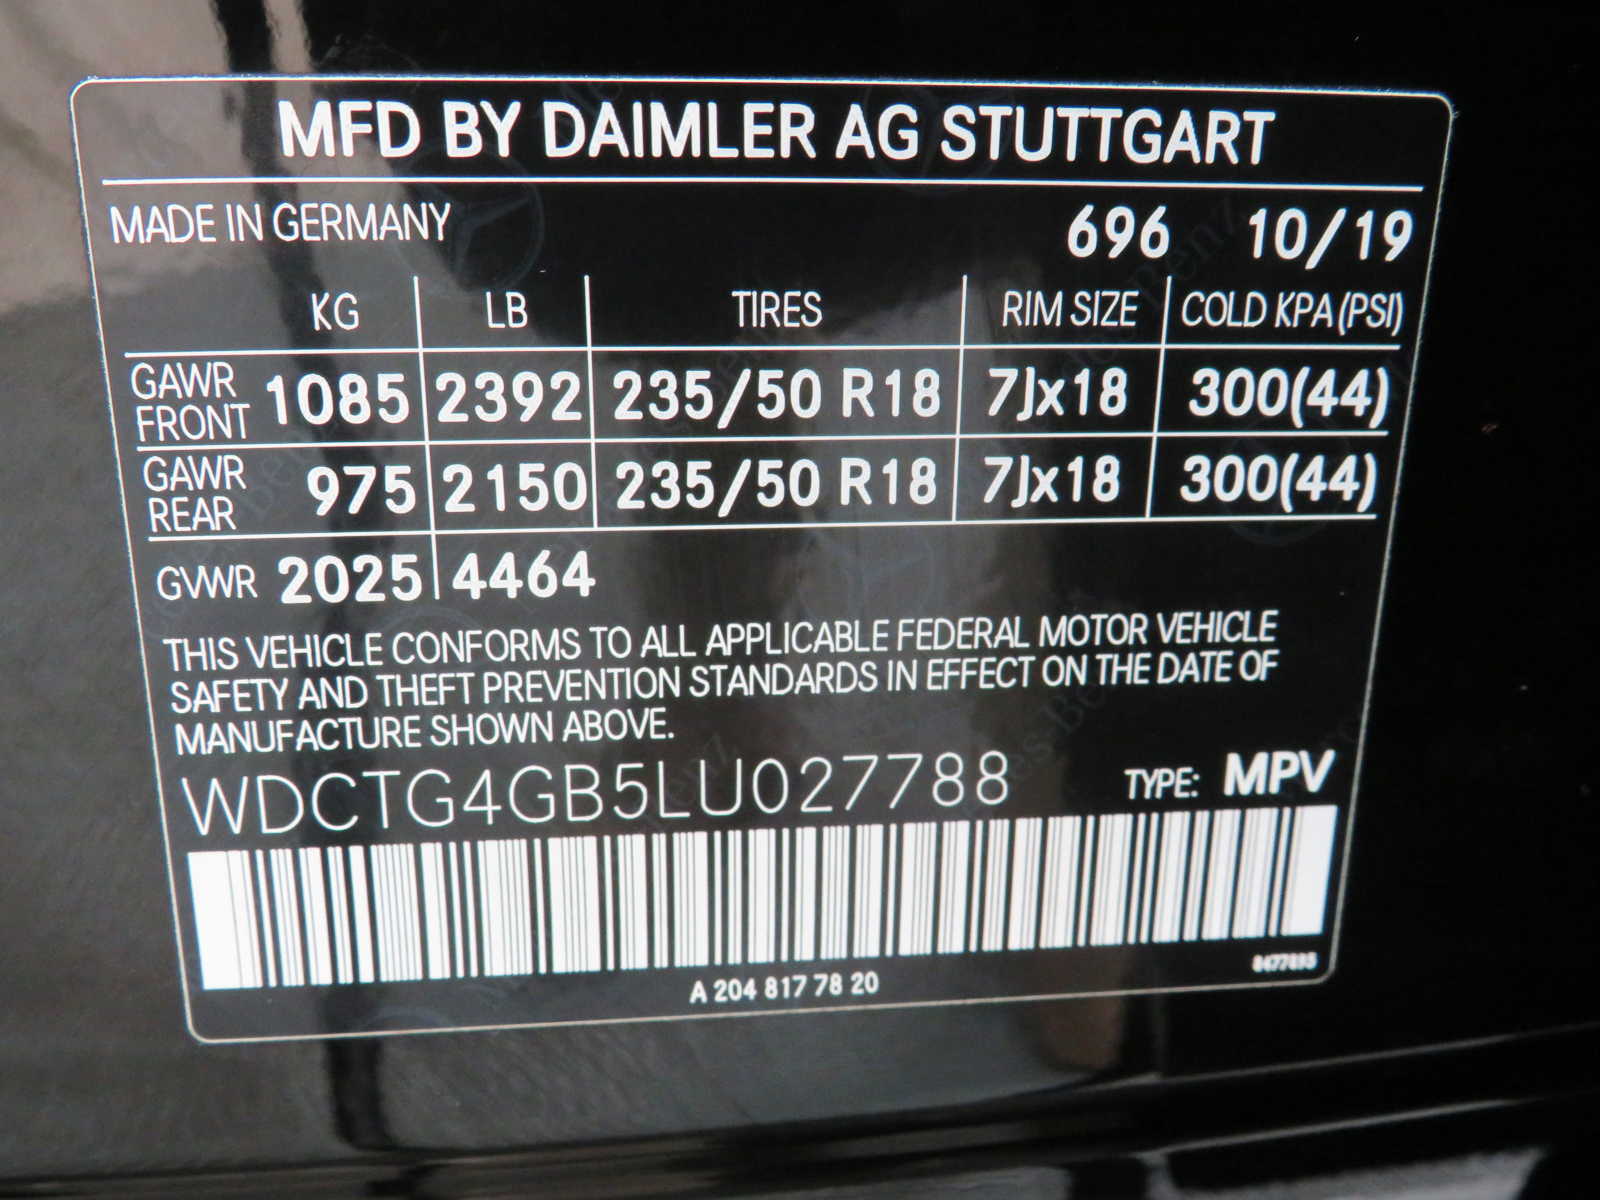 MFD BY DAIMLER AG STUTTGART
MADE IN GERMANY 696 10/19
KG LB TIRES RIM SIZE COLD KPA(PSI)
GAWR FRONT 1085 2392 235/50 R18 7Jx18 300(44)
GAWR REAR 975 2150 235/50 R18 7Jx18 300(44)
GVWR 2025 4464
THIS VEHICLE CONFORMS TO ALL APPLICABLE FEDERAL MOTOR VEHICLE
SAFETY AND THEFT PREVENTION STANDARDS IN EFFECT ON THE DATE OF
MANUFACTURE SHOWN ABOVE.
WDCTG4GB5LU027788 TYPE: MPV
A 204 817 78 20